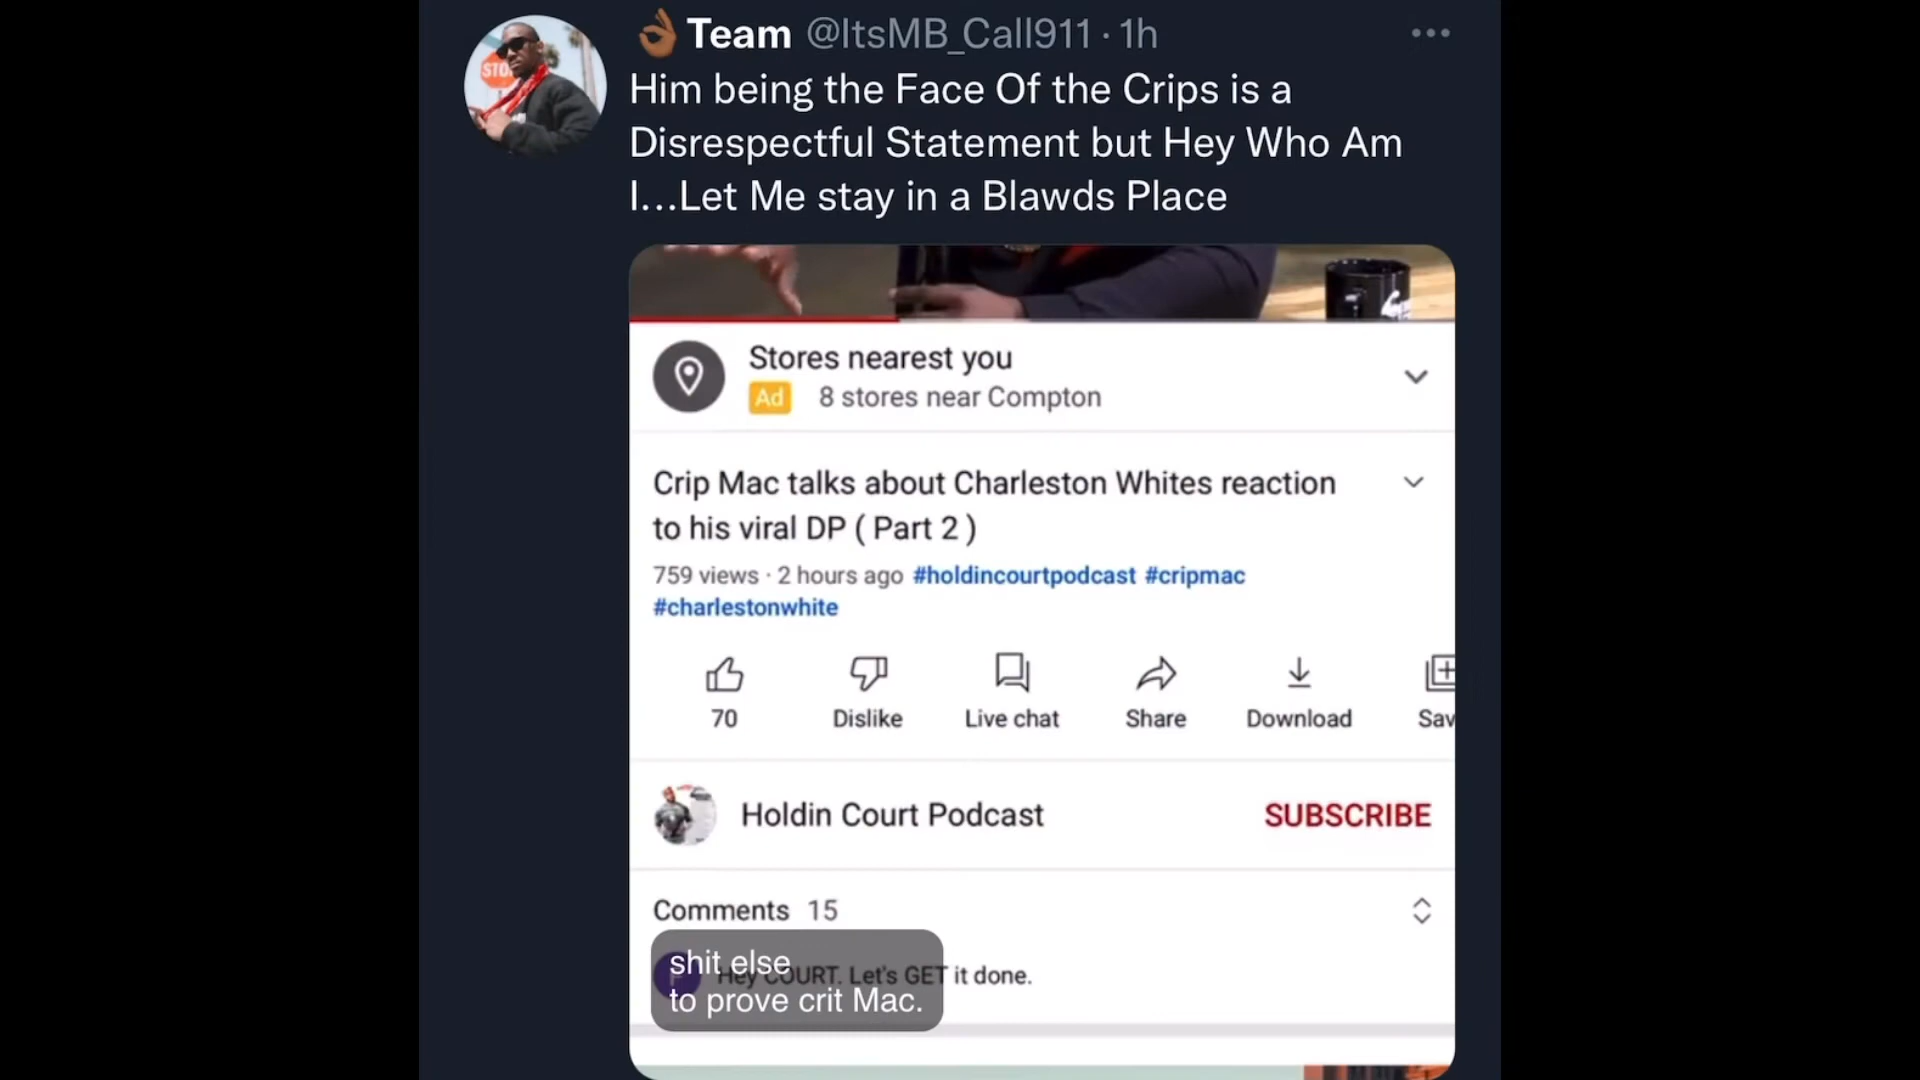 👌🏾 Team @ItsMB_Call911 · 1h
Him being the Face Of the Crips is a
Disrespectful Statement but Hey Who Am
I...Let Me stay in a Blawds Place
STO
Stores nearest you
Ad 8 stores near Compton
Crip Mac talks about Charleston Whites reaction
to his viral DP ( Part 2 )
759 views · 2 hours ago #holdincourtpodcast #cripmac
#charlestonwhite
70 Dislike Live chat Share Download Sav
Holdin Court Podcast SUBSCRIBE
Comments 15
Hey COURT. Let's GET it done.
shit else
to prove crit Mac.